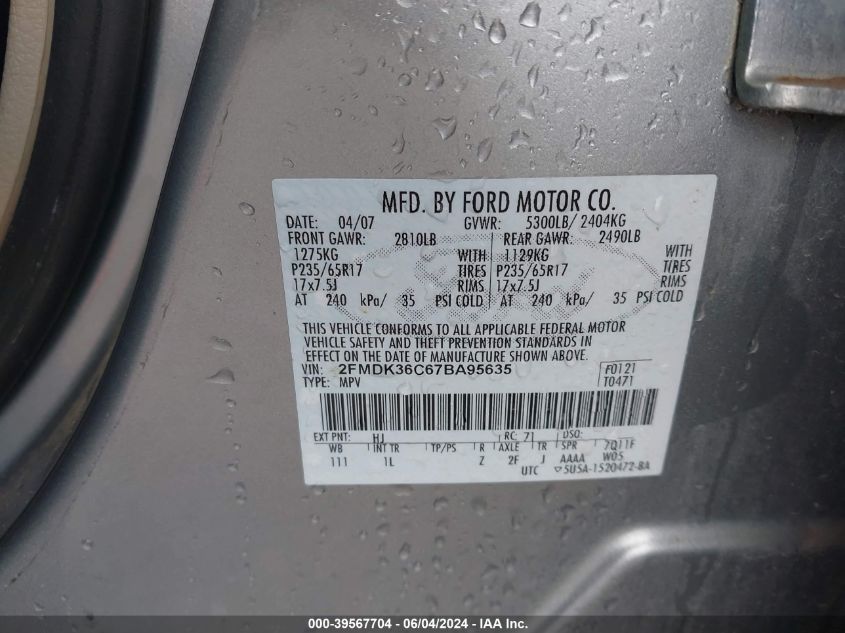 MFD. BY FORD MOTOR CO.
DATE: 04/07 GVWR: 5300LB/ 2404KG
FRONT GAWR: 2810LB REAR GAWR: 2490LB
1275KG WITH 1129KG WITH
P235/65R17 TIRES P235/65R17 TIRES
17x7.5J RIMS 17x7.5J RIMS
AT 240 kPa/ 35 PSI COLD AT 240 kPa/ 35 PSI COLD
THIS VEHICLE CONFORMS TO ALL APPLICABLE FEDERAL MOTOR
VEHICLE SAFETY AND THEFT PREVENTION STANDARDS IN
EFFECT ON THE DATE OF MANUFACTURE SHOWN ABOVE.
VIN: 2FMDK36C67BA95635 F0121
TYPE: MPV T0471
EXT PNT: HJ RC: 71 DSO:
WB INT TR TP/PS R AXLE TR SPR 7Q11F
111 1L Z 2F J AAAA W05
UTC 5U5A-1520472-BA
000-39567704 - 06/04/2024 - IAA Inc.